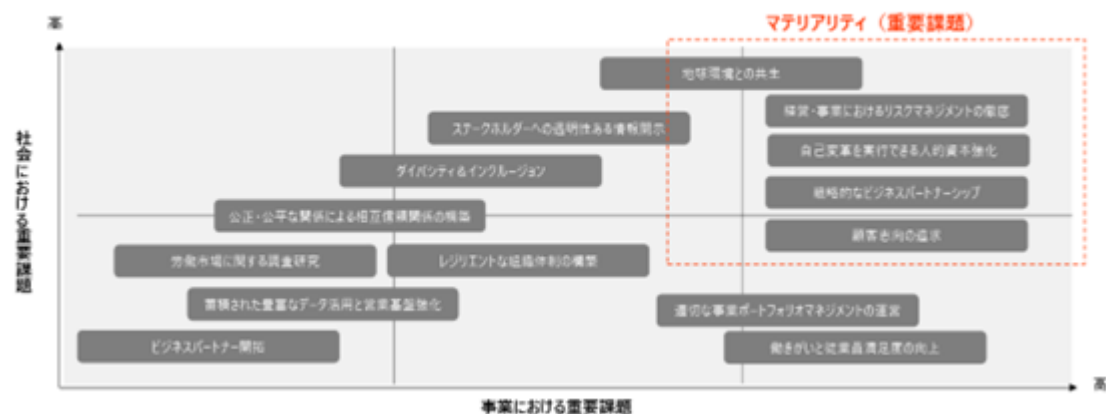 高
マテリアリティ（重要課題）
地球環境との共生
経営・事業におけるリスクマネジメントの徹底
ステークホルダーへの透明性ある情報開示
自己変革を実行できる人的資本強化
ダイバシティ＆インクルージョン
戦略的なビジネスパートナーシップ
社会における重要課題
公正・公平な関係による相互信頼関係の構築
顧客志向の追求
労働市場に関する調査研究
レジリエントな組織体制の構築
蓄積された豊富なデータ活用と営業基盤強化
適切な事業ポートフォリオマネジメントの運営
ビジネスパートナー開拓
働きがいと従業員満足度の向上
高
事業における重要課題